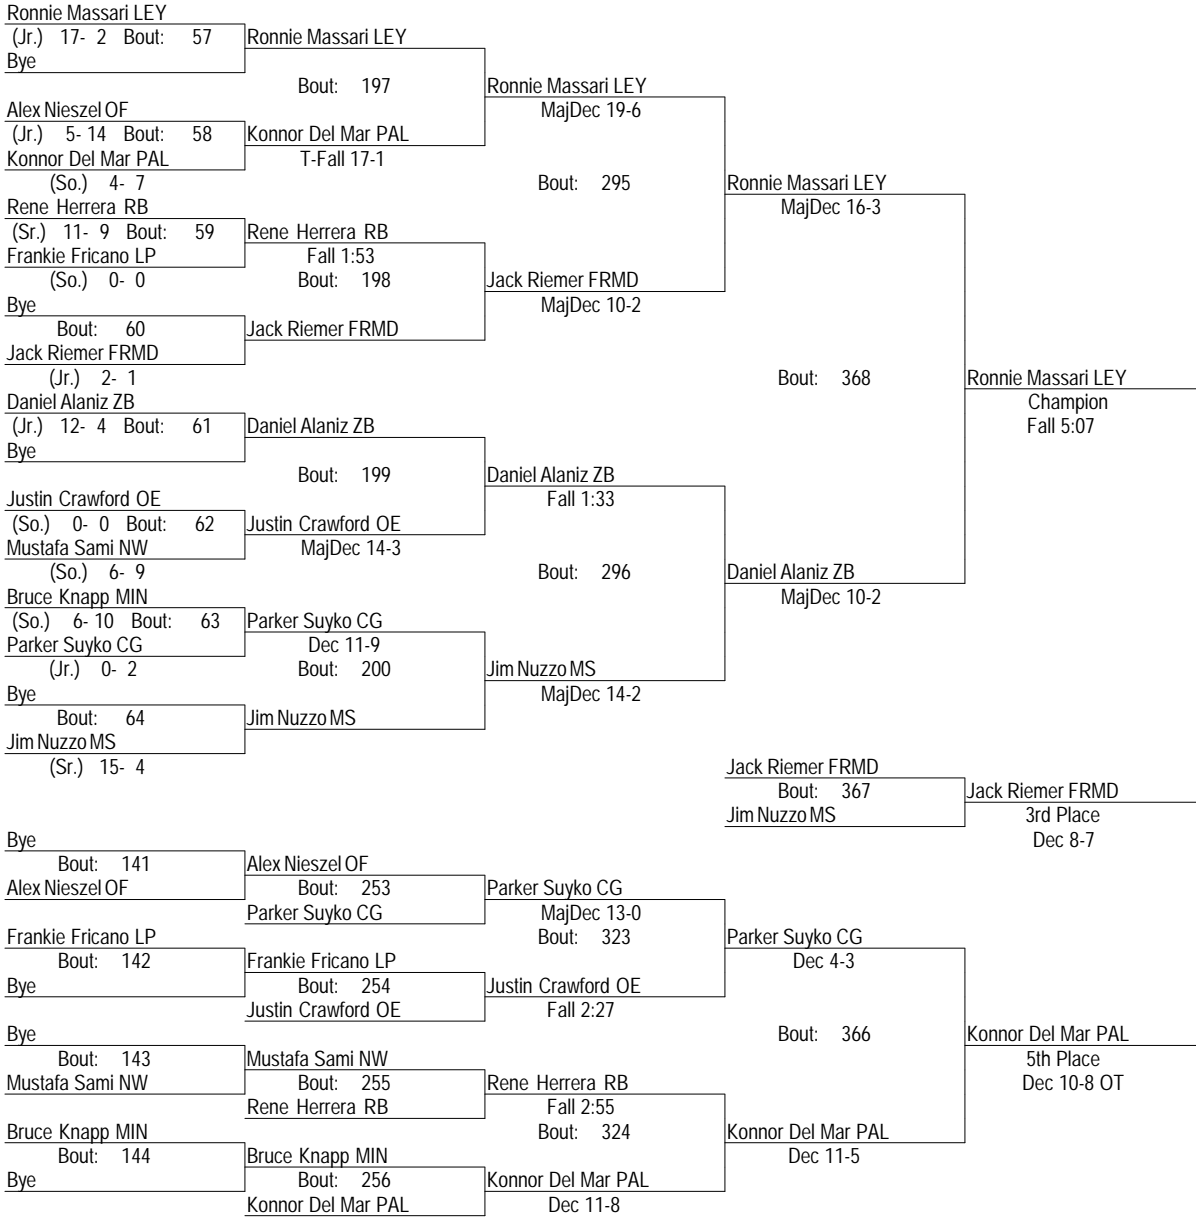 Ronnie Massari LEY
(Jr.) 17- 2 Bout: 57 Ronnie Massari LEY
Bye
Bout: 197 Ronnie Massari LEY
Alex Nieszel OF MajDec 19-6
(Jr.) 5- 14 Bout: 58 Konnor Del Mar PAL
Konnor Del Mar PAL T-Fall 17-1
(So.) 4- 7 Bout: 295 Ronnie Massari LEY
Rene Herrera RB MajDec 16-3
(Sr.) 11- 9 Bout: 59 Rene Herrera RB
Frankie Fricano LP Fall 1:53
(So.) 0- 0 Bout: 198 Jack Riemer FRMD
Bye MajDec 10-2
Bout: 60 Jack Riemer FRMD
Jack Riemer FRMD
(Jr.) 2- 1 Bout: 368 Ronnie Massari LEY
Daniel Alaniz ZB Champion
(Jr.) 12- 4 Bout: 61 Daniel Alaniz ZB Fall 5:07
Bye
Bout: 199 Daniel Alaniz ZB
Justin Crawford OE Fall 1:33
(So.) 0- 0 Bout: 62 Justin Crawford OE
Mustafa Sami NW MajDec 14-3
(So.) 6- 9 Bout: 296 Daniel Alaniz ZB
Bruce Knapp MIN MajDec 10-2
(So.) 6- 10 Bout: 63 Parker Suyko CG
Parker Suyko CG Dec 11-9
(Jr.) 0- 2 Bout: 200 Jim Nuzzo MS
Bye MajDec 14-2
Bout: 64 Jim Nuzzo MS
Jim Nuzzo MS
(Sr.) 15- 4 Jack Riemer FRMD
Bout: 367 Jack Riemer FRMD
Jim Nuzzo MS 3rd Place
Bye Dec 8-7
Bout: 141 Alex Nieszel OF
Alex Nieszel OF Bout: 253 Parker Suyko CG
Parker Suyko CG MajDec 13-0
Frankie Fricano LP Bout: 323 Parker Suyko CG
Bout: 142 Frankie Fricano LP Dec 4-3
Bye Bout: 254 Justin Crawford OE
Justin Crawford OE Fall 2:27
Bye Bout: 366 Konnor Del Mar PAL
Bout: 143 Mustafa Sami NW 5th Place
Mustafa Sami NW Bout: 255 Rene Herrera RB Dec 10-8 OT
Rene Herrera RB Fall 2:55
Bruce Knapp MIN Bout: 324 Konnor Del Mar PAL
Bout: 144 Bruce Knapp MIN Dec 11-5
Bye Bout: 256 Konnor Del Mar PAL
Konnor Del Mar PAL Dec 11-8